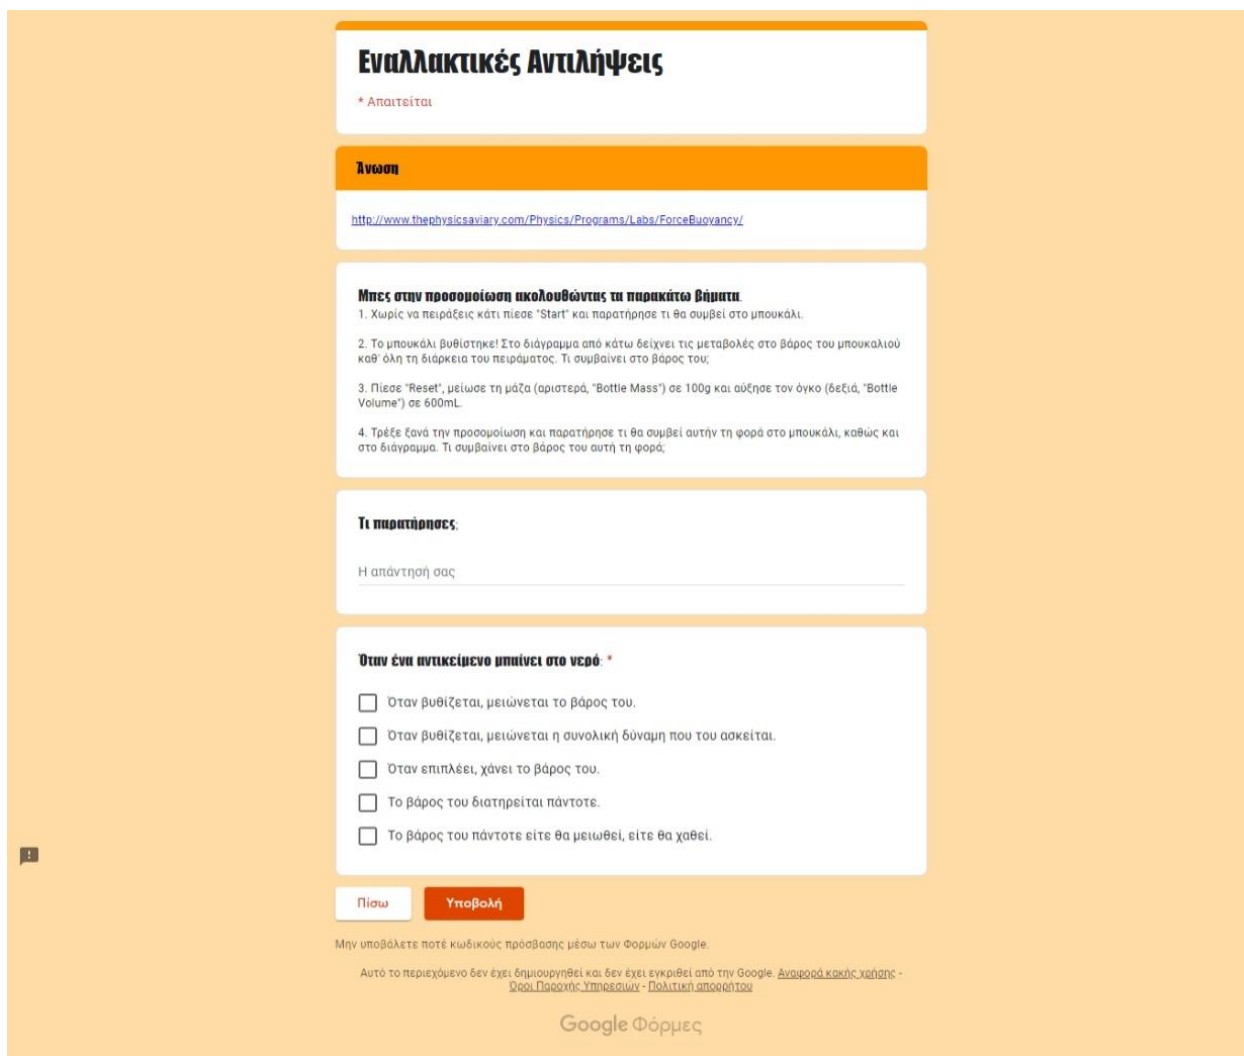 Εναλλακτικές Αντιλήψεις
* Απαιτείται
Άνωση
http://www.thephysicsaviary.com/Physics/Programs/Labs/ForceBuoyancy/
Μπες στην προσομοίωση ακολουθώντας τα παρακάτω βήματα.
1. Χωρίς να πειράξεις κάτι πίεσε "Start" και παρατήρησε τι θα συμβεί στο μπουκάλι.
2. Το μπουκάλι βυθίστηκε! Στο διάγραμμα από κάτω δείχνει τις μεταβολές στο βάρος του μπουκαλιού
καθ' όλη τη διάρκεια του πειράματος. Τι συμβαίνει στο βάρος του;
3. Πίεσε "Reset", μείωσε τη μάζα (αριστερά, "Bottle Mass") σε 100g και αύξησε τον όγκο (δεξιά, "Bottle
Volume") σε 600mL.
4. Τρέξε ξανά την προσομοίωση και παρατήρησε τι θα συμβεί αυτήν τη φορά στο μπουκάλι, καθώς και
στο διάγραμμα. Τι συμβαίνει στο βάρος του αυτή τη φορά;
Τι παρατήρησες;
Η απάντησή σας
Όταν ένα αντικείμενο μπαίνει στο νερό: *
Όταν βυθίζεται, μειώνεται το βάρος του.
Όταν βυθίζεται, μειώνεται η συνολική δύναμη που του ασκείται.
Όταν επιπλέει, χάνει το βάρος του.
Το βάρος του διατηρείται πάντοτε.
Το βάρος του πάντοτε είτε θα μειωθεί, είτε θα χαθεί.
Πίσω
Υποβολή
Μην υποβάλετε ποτέ κωδικούς πρόσβασης μέσω των Φορμών Google.
Αυτό το περιεχόμενο δεν έχει δημιουργηθεί και δεν έχει εγκριθεί από την Google. Αναφορά κακής χρήσης -
Όροι Παροχής Υπηρεσιών - Πολιτική απορρήτου
Google Φόρμες